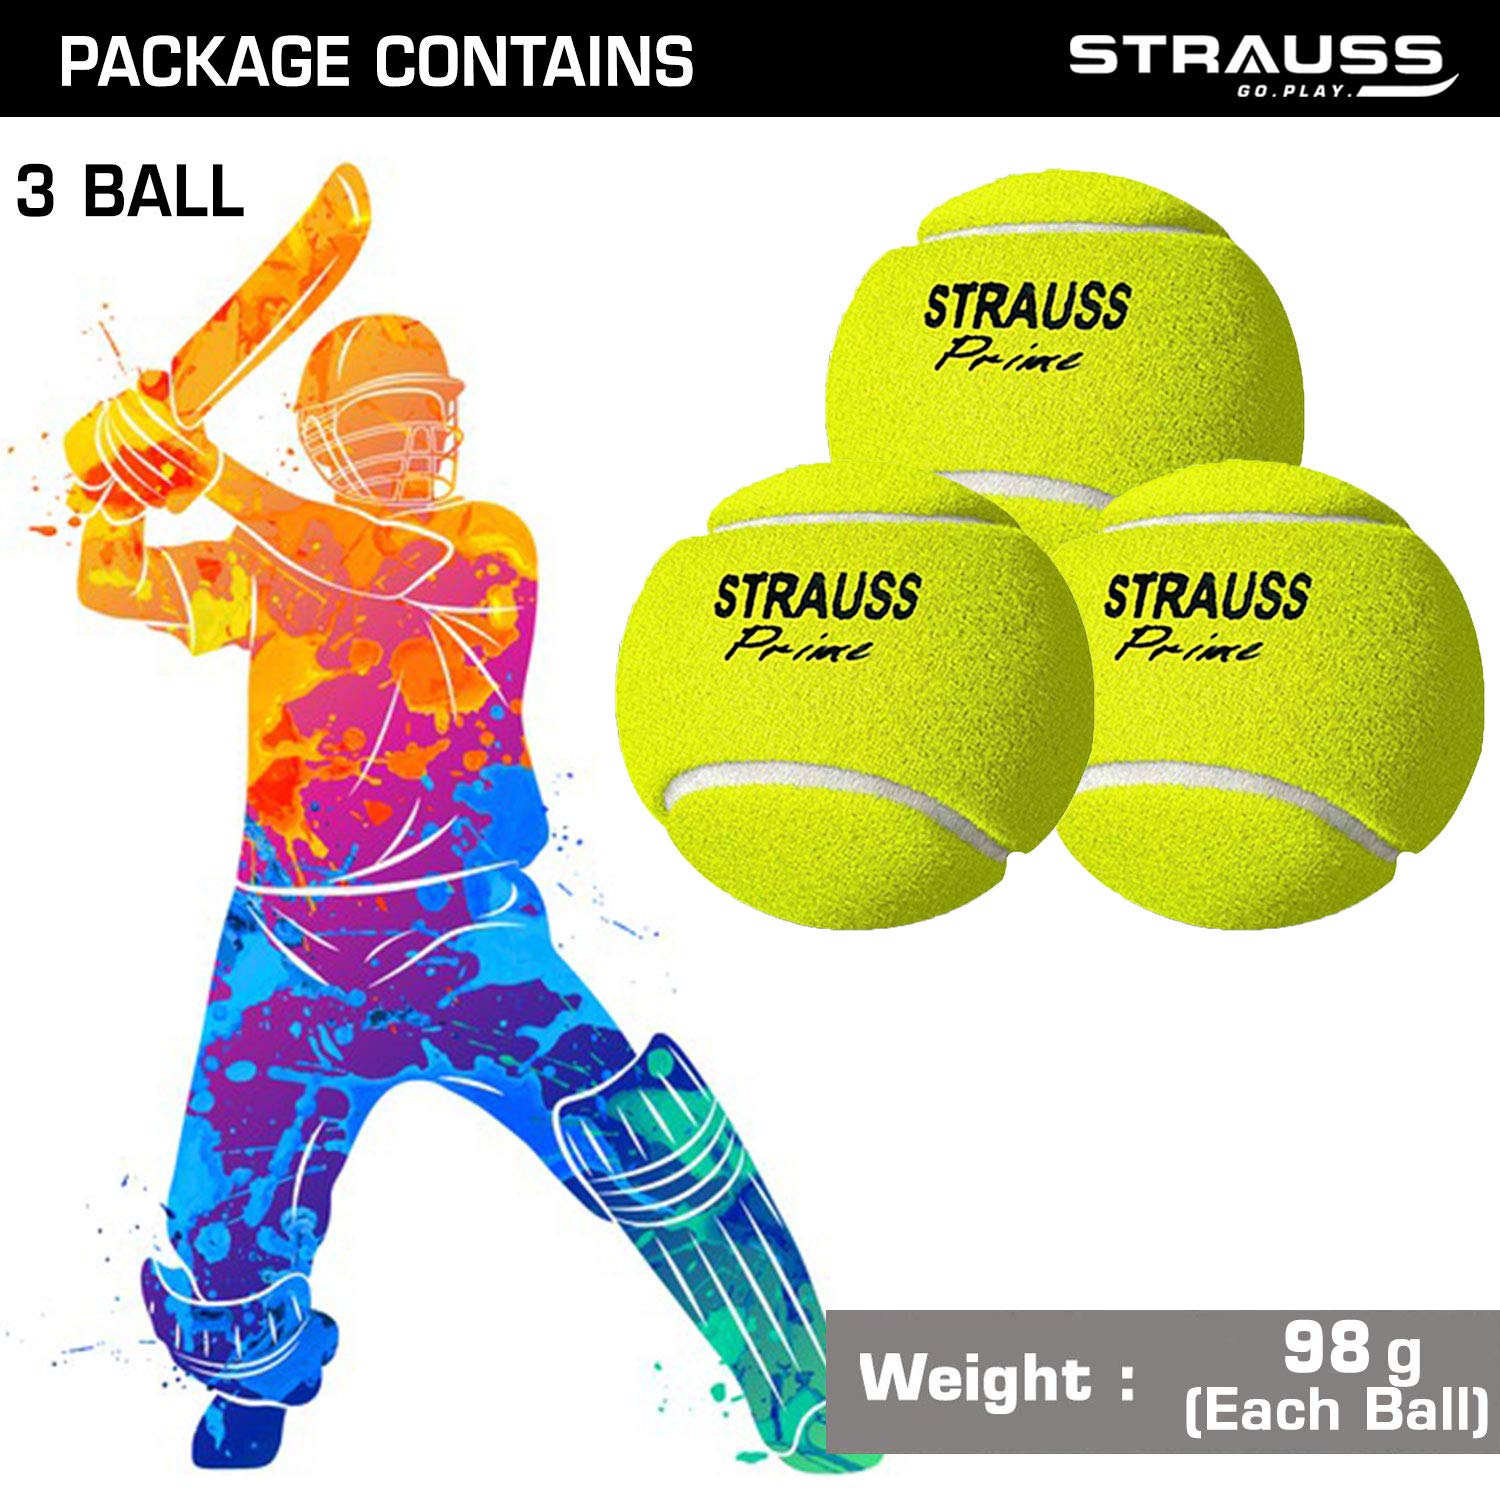 PACKAGE CONTAINS
STRAUSS
GO.PLAY.
3 BALL
STRAUSS
Prime
STRAUSS
Prime
STRAUSS
Prime
Weight :
98 g
(Each Ball)